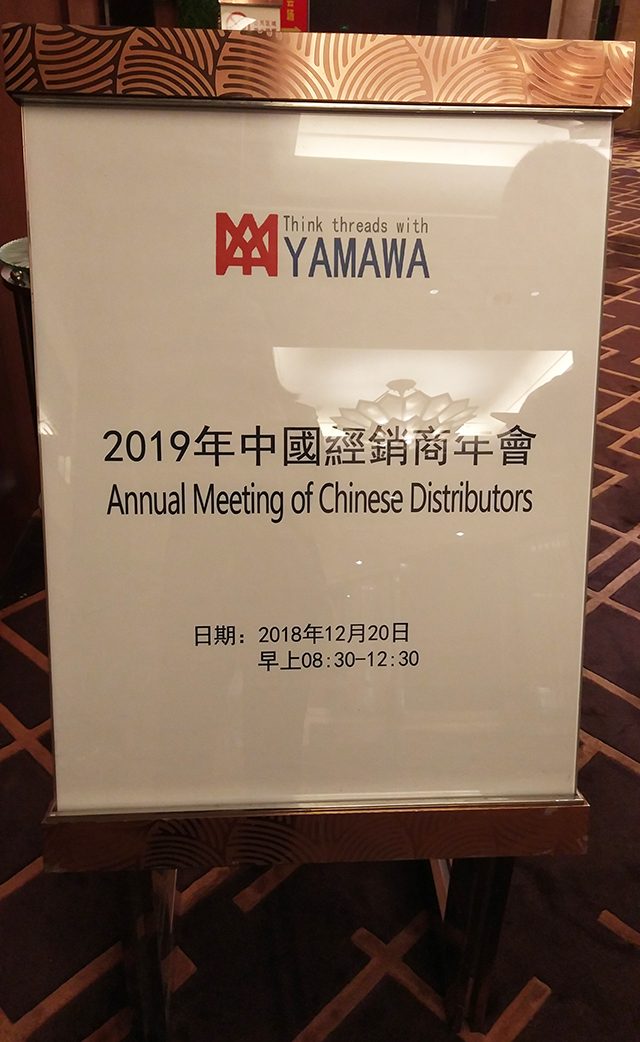 Think threads with
YAMAWA
2019年中國經銷商年會
Annual Meeting of Chinese Distributors
日期：2018年12月20日
早上08:30-12:30